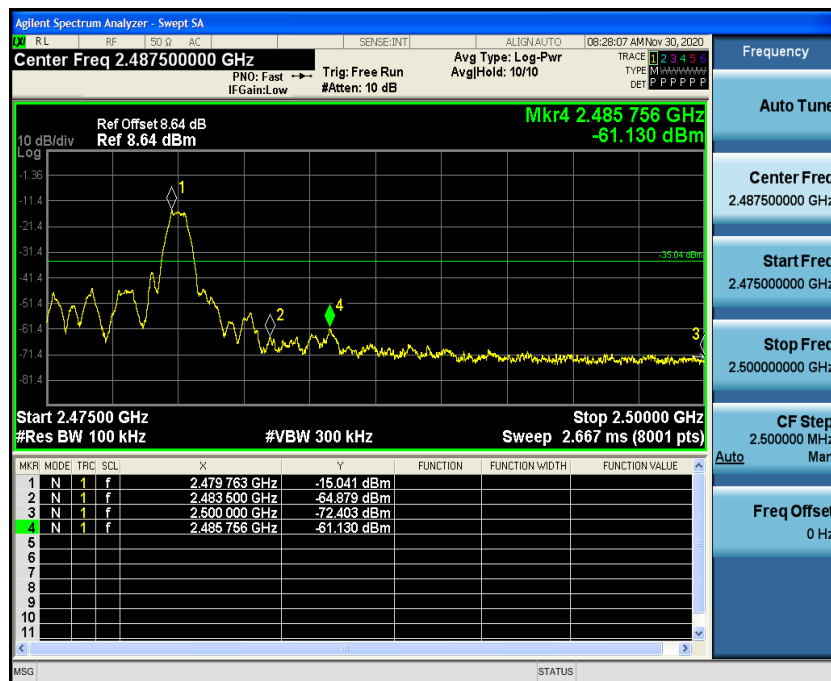 Agilent Spectrum Analyzer - Swept SA
LXI RL RF 50 Ω AC SENSE:INT ALIGN AUTO 08:28:07 AM Nov 30, 2020
Center Freq 2.487500000 GHz
PNO: Fast
IFGain:Low
Trig: Free Run
#Atten: 10 dB
Avg Type: Log-Pwr
Avg|Hold: 10/10
TRACE 1 2 3 4 5 6
TYPE M
DET P P P P P P
Frequency
Auto Tune
Center Freq
2.487500000 GHz
Start Freq
2.475000000 GHz
Stop Freq
2.500000000 GHz
CF Step
2.500000 MHz
Auto Man
Freq Offset
0 Hz
Mkr4 2.485 756 GHz
-61.130 dBm
Ref Offset 8.64 dB
10 dB/div Ref 8.64 dBm
Log
-1.36
-11.4
-21.4
-31.4
-41.4
-51.4
-61.4
-71.4
-81.4
1
2
4
3
-35.04 dBm
Start 2.47500 GHz Stop 2.50000 GHz
#Res BW 100 kHz #VBW 300 kHz Sweep 2.667 ms (8001 pts)
MKR MODE TRC SCL X Y FUNCTION FUNCTION WIDTH FUNCTION VALUE
1 N 1 f 2.479 763 GHz -15.041 dBm
2 N 1 f 2.483 500 GHz -64.879 dBm
3 N 1 f 2.500 000 GHz -72.403 dBm
4 N 1 f 2.485 756 GHz -61.130 dBm
5
6
7
8
9
10
11
MSG STATUS